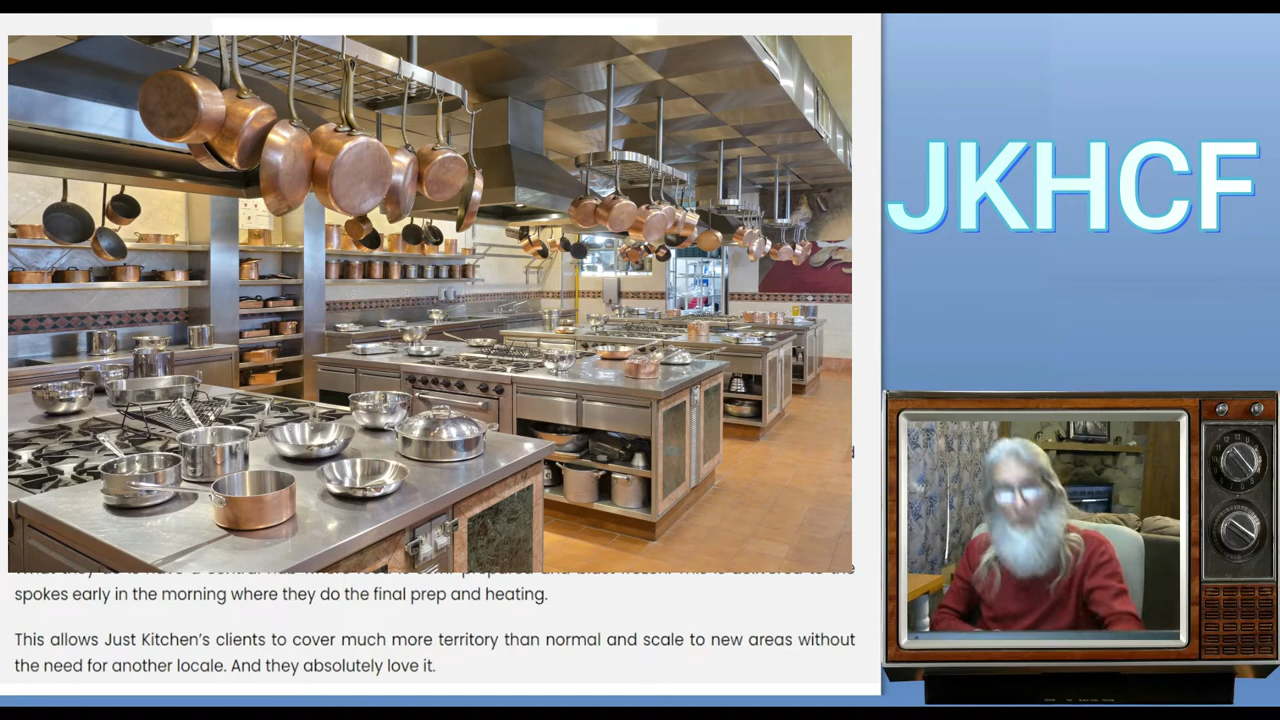 JKHCF
spokes early in the morning where they do the final prep and heating.
This allows Just Kitchen's clients to cover much more territory than normal and scale to new areas without
the need for another locale. And they absolutely love it.